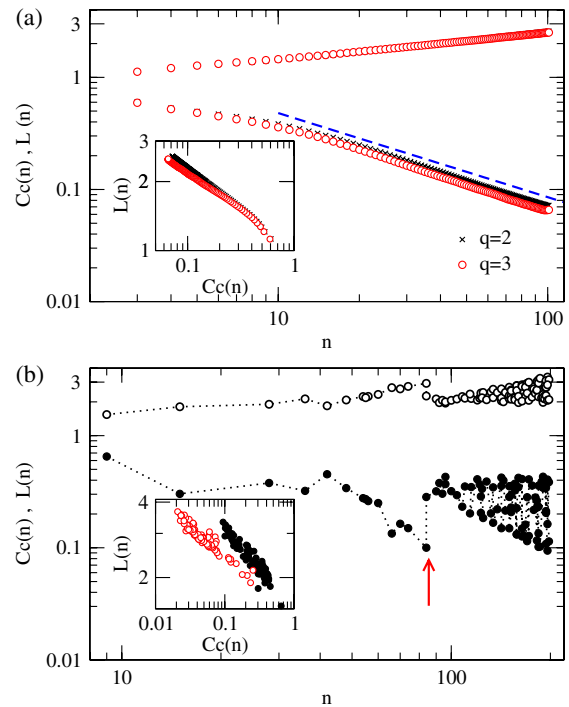 (a)
3
1
0.1
0.01
Cc(n) , L (n)
10
100
n
3
2
1
L(n)
0.1
1
Cc(n)
× q=2
○ q=3
(b)
3
1
0.1
0.01
Cc(n) , L(n)
10
100
n
4
2
L(n)
0.01
0.1
1
Cc(n)